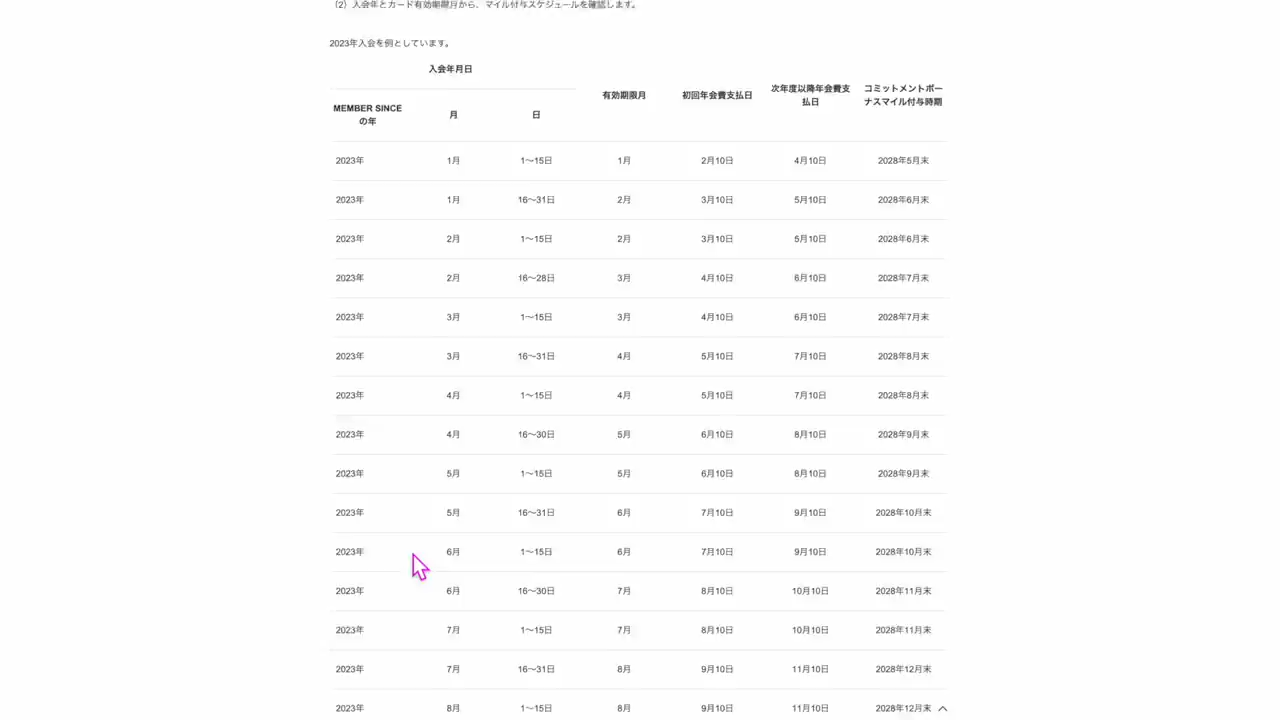 （2）入会年とカード有効期限月から、マイル付与スケジュールを確認します。
2023年入会を例としています。
入会年月日
有効期限月 初回年会費支払日 次年度以降年会費支
払日 コミットメントボー
ナスマイル付与時期
MEMBER SINCE
の年 月 日
2023年 1月 1〜15日 1月 2月10日 4月10日 2028年5月末
2023年 1月 16〜31日 2月 3月10日 5月10日 2028年6月末
2023年 2月 1〜15日 2月 3月10日 5月10日 2028年6月末
2023年 2月 16〜28日 3月 4月10日 6月10日 2028年7月末
2023年 3月 1〜15日 3月 4月10日 6月10日 2028年7月末
2023年 3月 16〜31日 4月 5月10日 7月10日 2028年8月末
2023年 4月 1〜15日 4月 5月10日 7月10日 2028年8月末
2023年 4月 16〜30日 5月 6月10日 8月10日 2028年9月末
2023年 5月 1〜15日 5月 6月10日 8月10日 2028年9月末
2023年 5月 16〜31日 6月 7月10日 9月10日 2028年10月末
2023年 6月 1〜15日 6月 7月10日 9月10日 2028年10月末
2023年 6月 16〜30日 7月 8月10日 10月10日 2028年11月末
2023年 7月 1〜15日 7月 8月10日 10月10日 2028年11月末
2023年 7月 16〜31日 8月 9月10日 11月10日 2028年12月末
2023年 8月 1〜15日 8月 9月10日 11月10日 2028年12月末